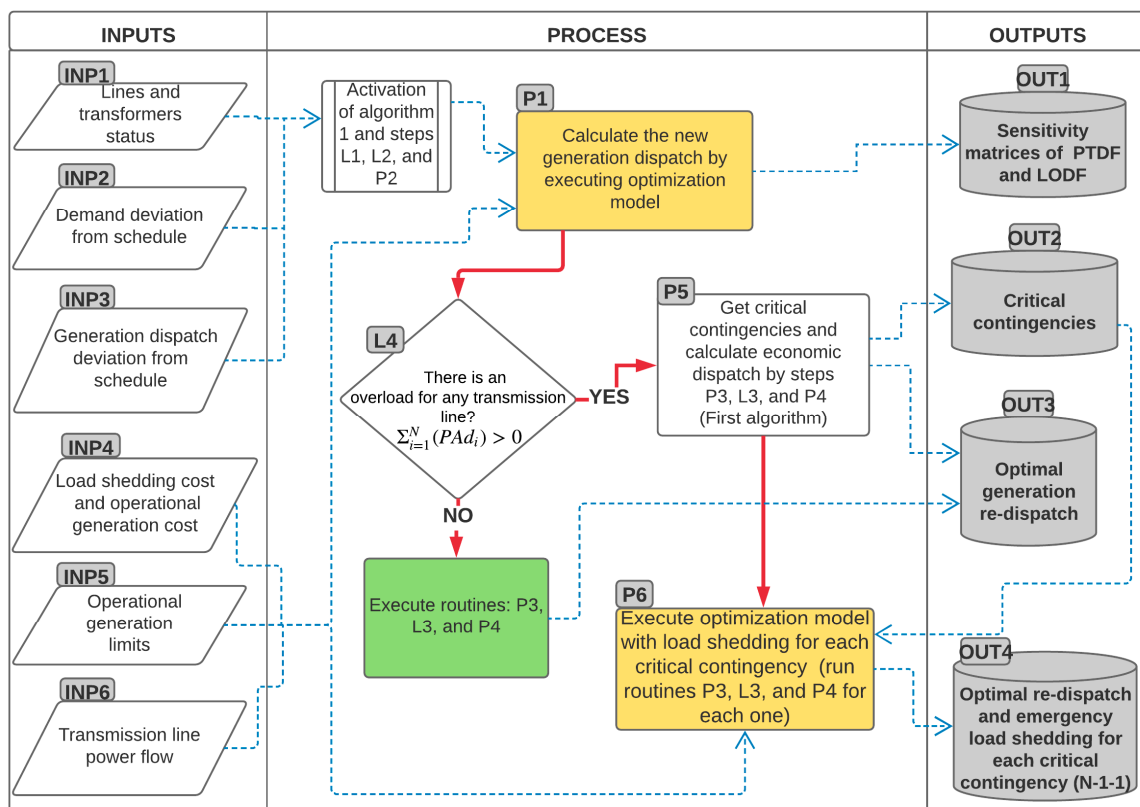 INPUTS
PROCESS
OUTPUTS
INP1
Lines and
transformers
status
INP2
Demand deviation
from schedule
INP3
Generation dispatch
deviation from
schedule
INP4
Load shedding cost
and operational
generation cost
INP5
Operational
generation
limits
INP6
Transmission line
power flow
Activation
of algorithm
1 and steps
L1, L2, and
P2
P1
Calculate the new
generation dispatch by
executing optimization
model
L4
There is an
overload for any transmission
line?
$\Sigma_{i=1}^{N}(PAd_i) > 0$
YES
NO
Execute routines: P3,
L3, and P4
P5
Get critical
contingencies and
calculate economic
dispatch by steps
P3, L3, and P4
(First algorithm)
P6
Execute optimization model
with load shedding for each
critical contingency (run
routines P3, L3, and P4 for
each one)
OUT1
Sensitivity
matrices of PTDF
and LODF
OUT2
Critical
contingencies
OUT3
Optimal
generation
re-dispatch
OUT4
Optimal re-dispatch
and emergency
load shedding for
each critical
contingency (N-1-1)